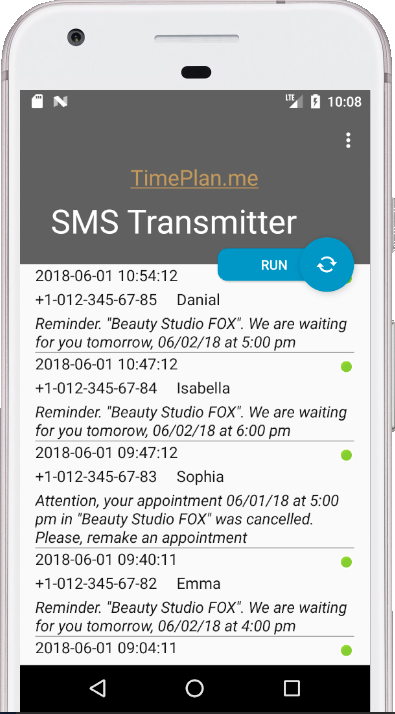 LTE 10:08
TimePlan.me
SMS Transmitter
RUN
2018-06-01 10:54:12
+1-012-345-67-85 Danial
Reminder. "Beauty Studio FOX". We are waiting
for you tomorrow, 06/02/18 at 5:00 pm
2018-06-01 10:47:12
+1-012-345-67-84 Isabella
Reminder. "Beauty Studio FOX". We are waiting
for you tomorow, 06/02/18 at 6:00 pm
2018-06-01 09:47:12
+1-012-345-67-83 Sophia
Attention, your appointment 06/01/18 at 5:00
pm in "Beauty Studio FOX" was cancelled.
Please, remake an appointment
2018-06-01 09:40:11
+1-012-345-67-82 Emma
Reminder. "Beauty Studio FOX". We are waiting
for you tomorrow, 06/02/18 at 4:00 pm
2018-06-01 09:04:11